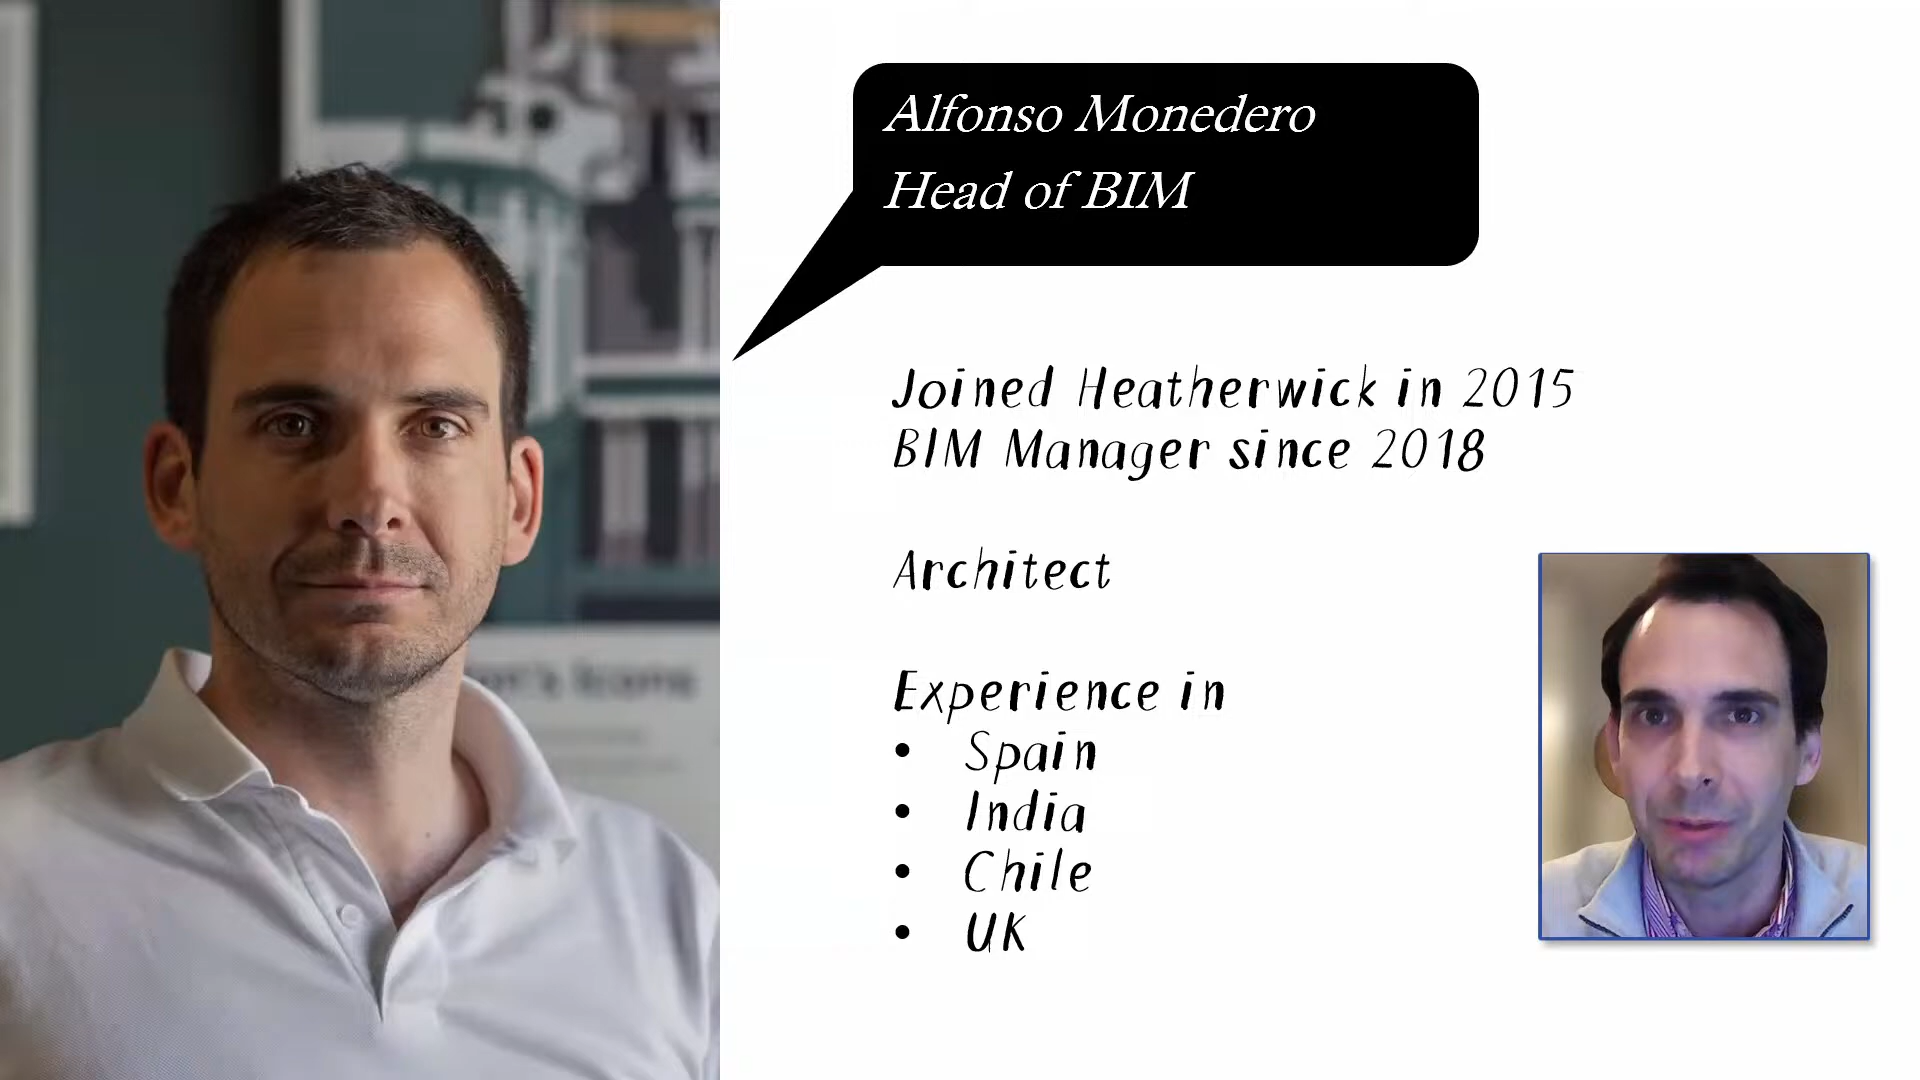 Alfonso Monedero
Head of BIM
Joined Heatherwick in 2015
BIM Manager since 2018
Architect
Experience in
• Spain
• India
• Chile
• UK